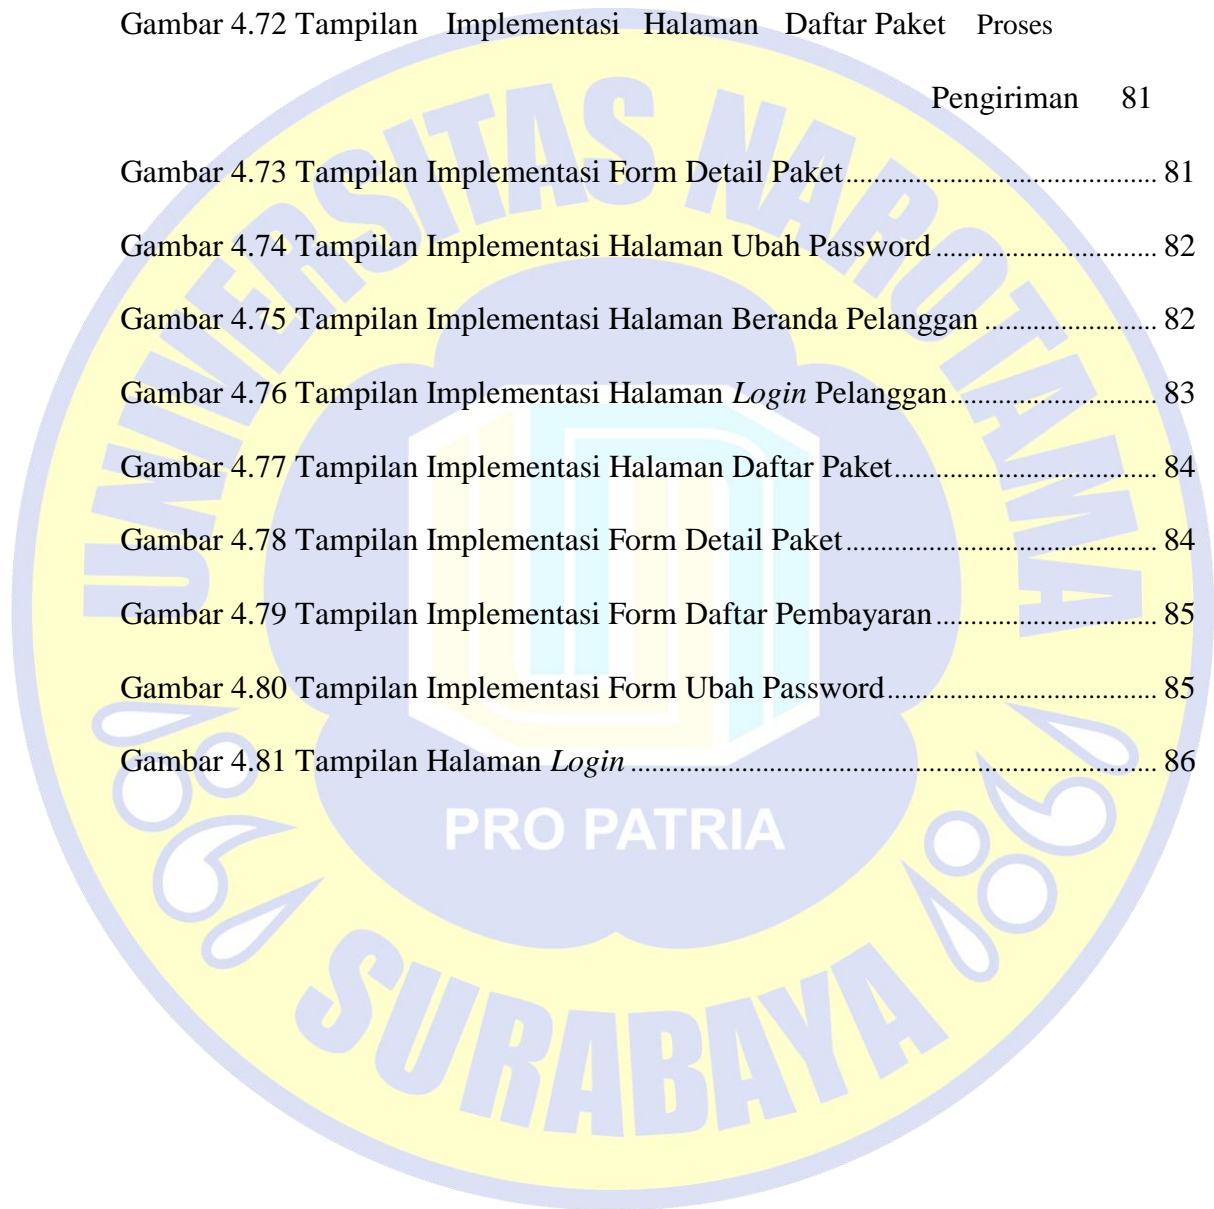 Gambar 4.72 Tampilan Implementasi Halaman Daftar Paket Proses
Pengiriman 81
Gambar 4.73 Tampilan Implementasi Form Detail Paket............................................ 81
Gambar 4.74 Tampilan Implementasi Halaman Ubah Password ................................ 82
Gambar 4.75 Tampilan Implementasi Halaman Beranda Pelanggan ......................... 82
Gambar 4.76 Tampilan Implementasi Halaman Login Pelanggan.............................. 83
Gambar 4.77 Tampilan Implementasi Halaman Daftar Paket...................................... 84
Gambar 4.78 Tampilan Implementasi Form Detail Paket............................................ 84
Gambar 4.79 Tampilan Implementasi Form Daftar Pembayaran................................ 85
Gambar 4.80 Tampilan Implementasi Form Ubah Password....................................... 85
Gambar 4.81 Tampilan Halaman Login ............................................................................ 86
UNIVERSITAS NAROTAMA
PRO PATRIA
SURABAYA